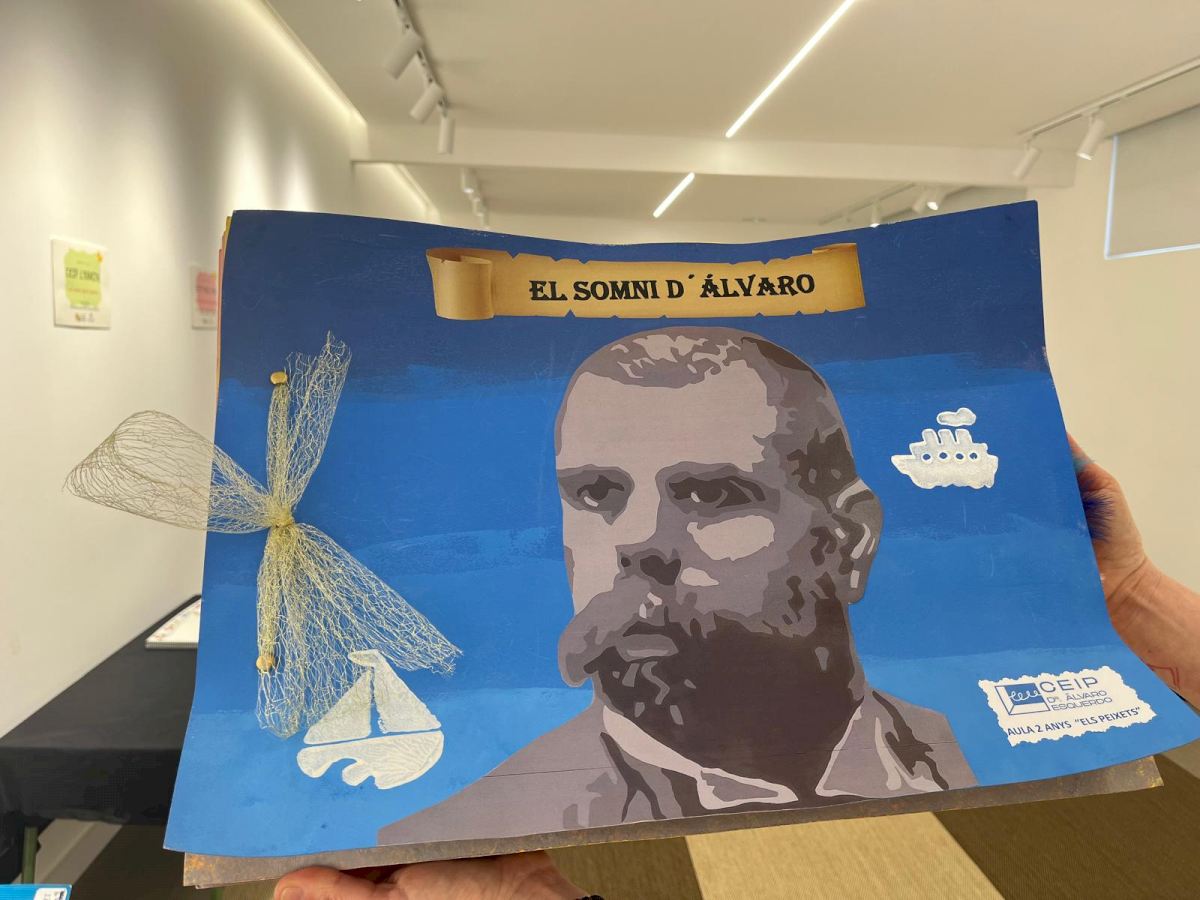 EL SOMNI D´ÁLVARO
CEIP
Dr. ÁLVARO
ESQUERDO
AULA 2 ANYS "ELS PEIXETS"